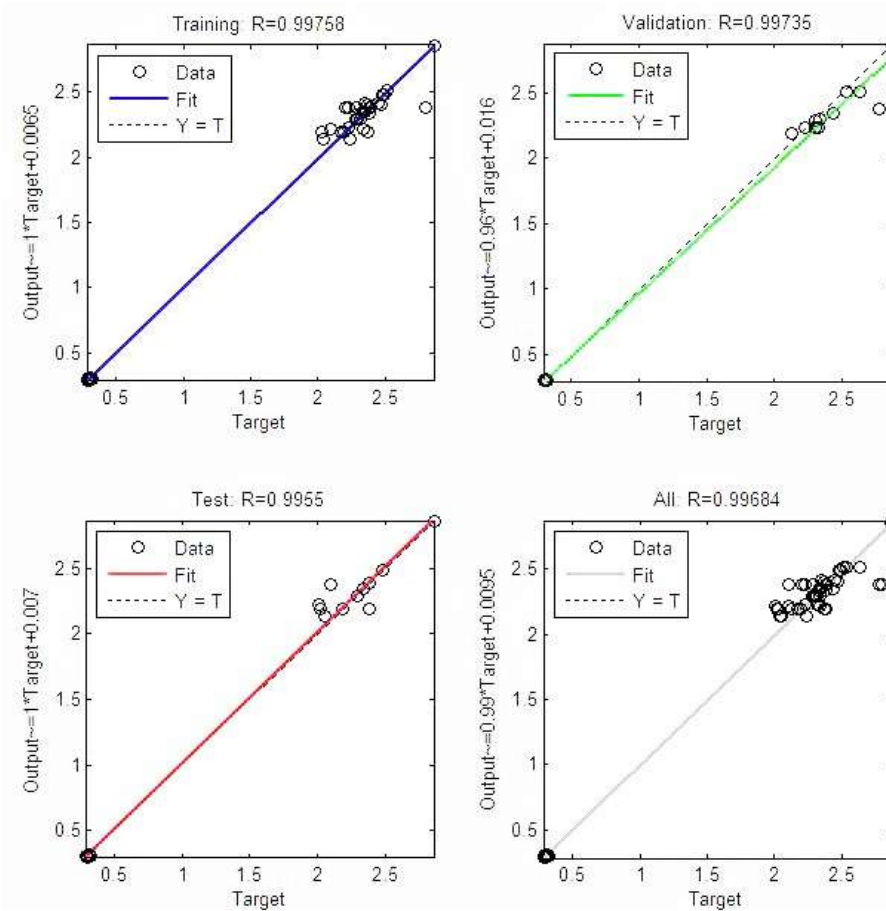 Training: R=0.99758
Data
Fit
Y = T
Output~=1*Target+0.0065
2.5
2
1.5
1
0.5
0.5 1 1.5 2 2.5
Target
Validation: R=0.99735
Data
Fit
Y = T
Output~=0.96*Target+0.016
2.5
2
1.5
1
0.5
0.5 1 1.5 2 2.5
Target
Test: R=0.9955
Data
Fit
Y = T
Output~=1*Target+0.007
2.5
2
1.5
1
0.5
0.5 1 1.5 2 2.5
Target
All: R=0.99684
Data
Fit
Y = T
Output~=0.99*Target+0.0095
2.5
2
1.5
1
0.5
0.5 1 1.5 2 2.5
Target